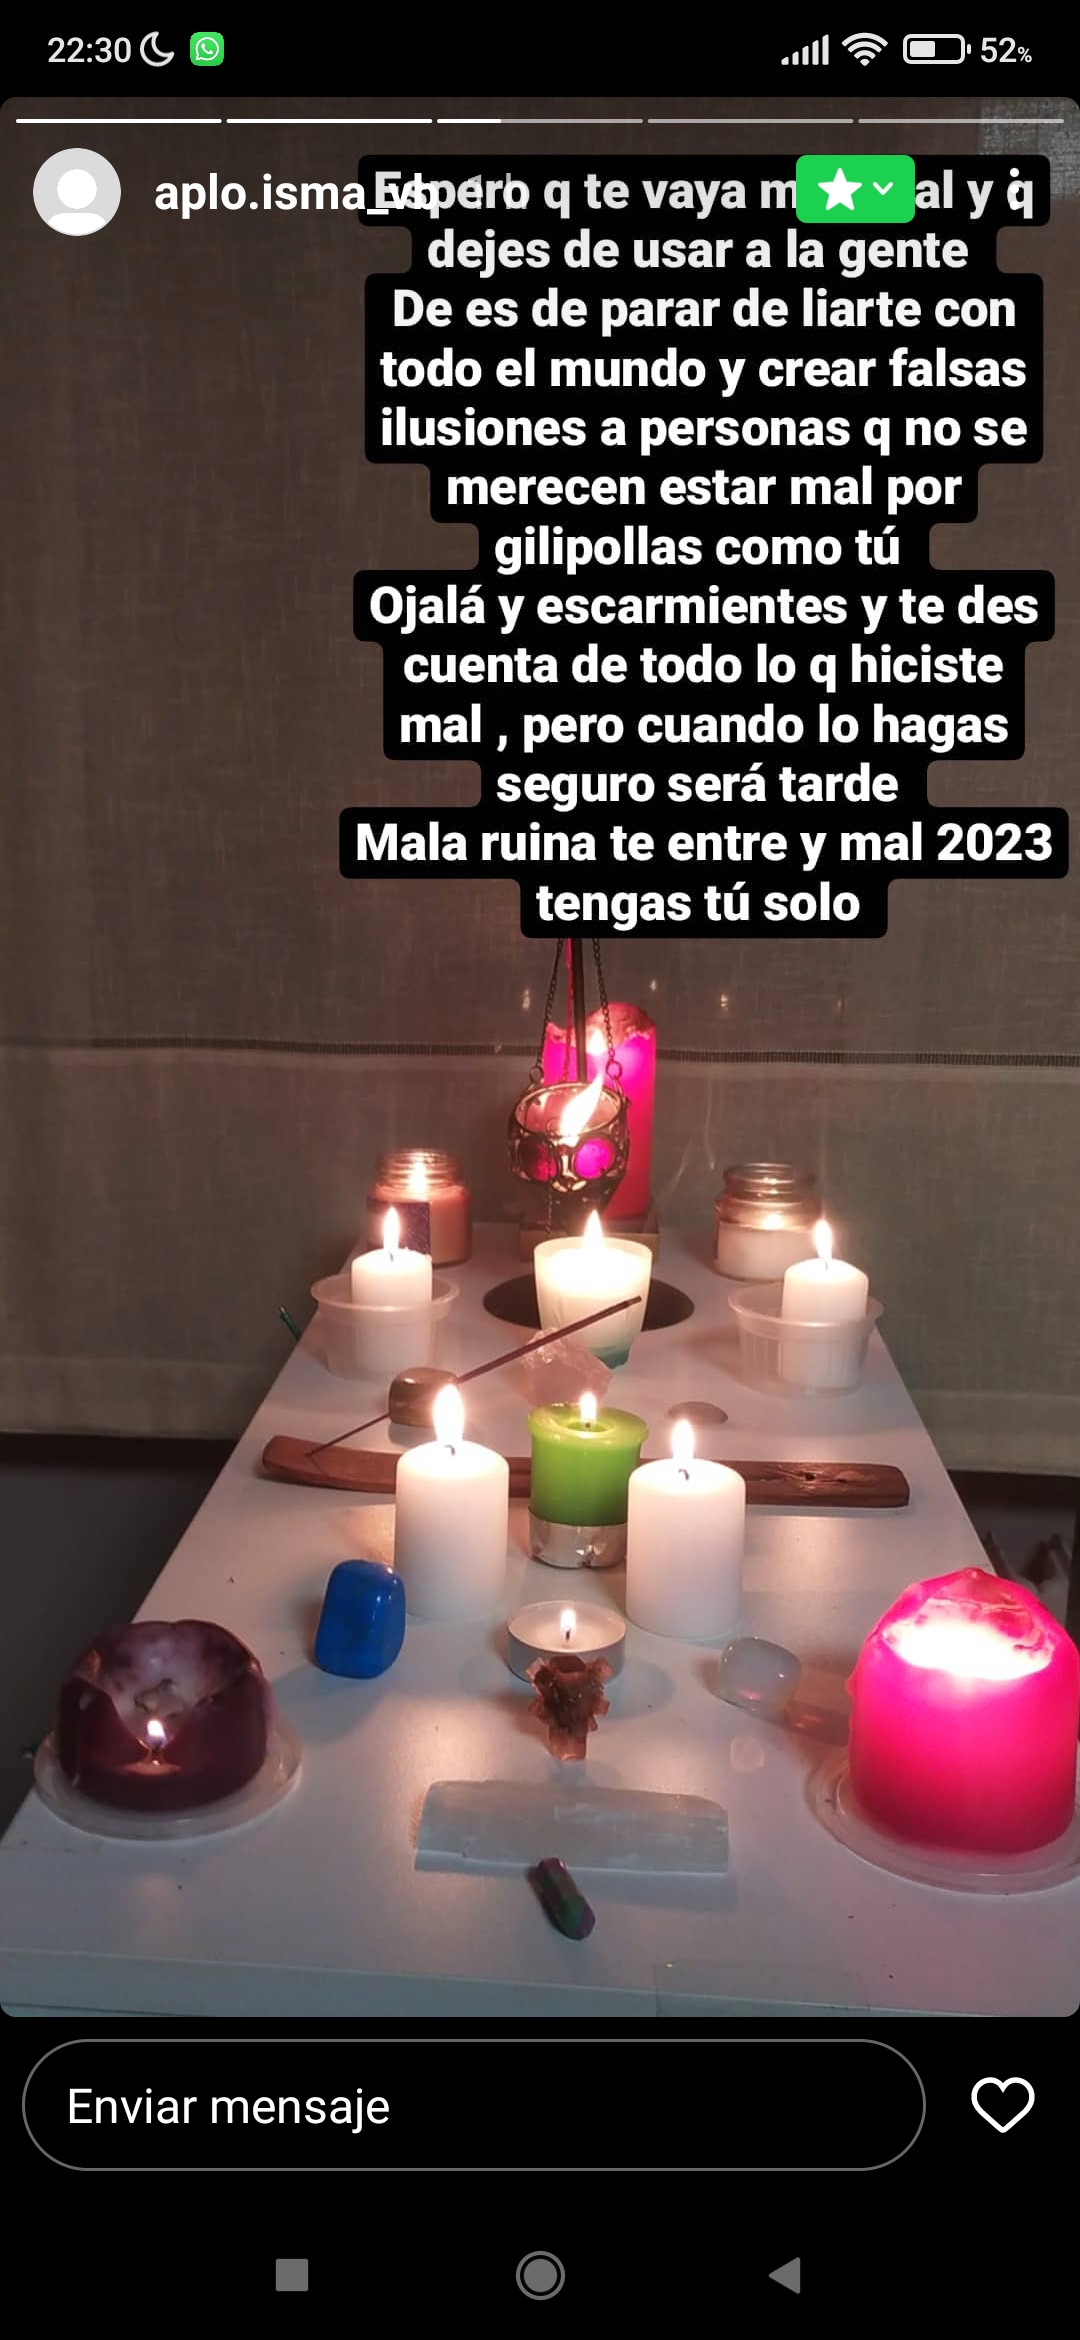 22:30
52%
aplo.isma_vb
Espero q te vaya al y q
dejes de usar a la gente
De es de parar de liarte con
todo el mundo y crear falsas
ilusiones a personas q no se
merecen estar mal por
gilipollas como tú
Ojalá y escarmientes y te des
cuenta de todo lo q hiciste
mal , pero cuando lo hagas
seguro será tarde
Mala ruina te entre y mal 2023
tengas tú solo
Enviar mensaje